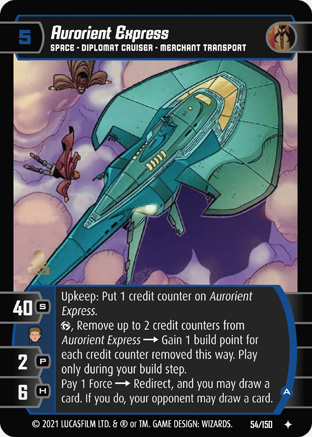 5
Aurorient Express
SPACE · DIPLOMAT CRUISER · MERCHANT TRANSPORT
Upkeep: Put 1 credit counter on Aurorient
Express.
, Remove up to 2 credit counters from
Aurorient Express → Gain 1 build point for
each credit counter removed this way. Play
only during your build step.
Pay 1 Force → Redirect, and you may draw a
card. If you do, your opponent may draw a card.
40 S
2 P
6 H
A
© 2021 LUCASFILM LTD. & ® or TM. GAME DESIGN: WIZARDS. 54/150